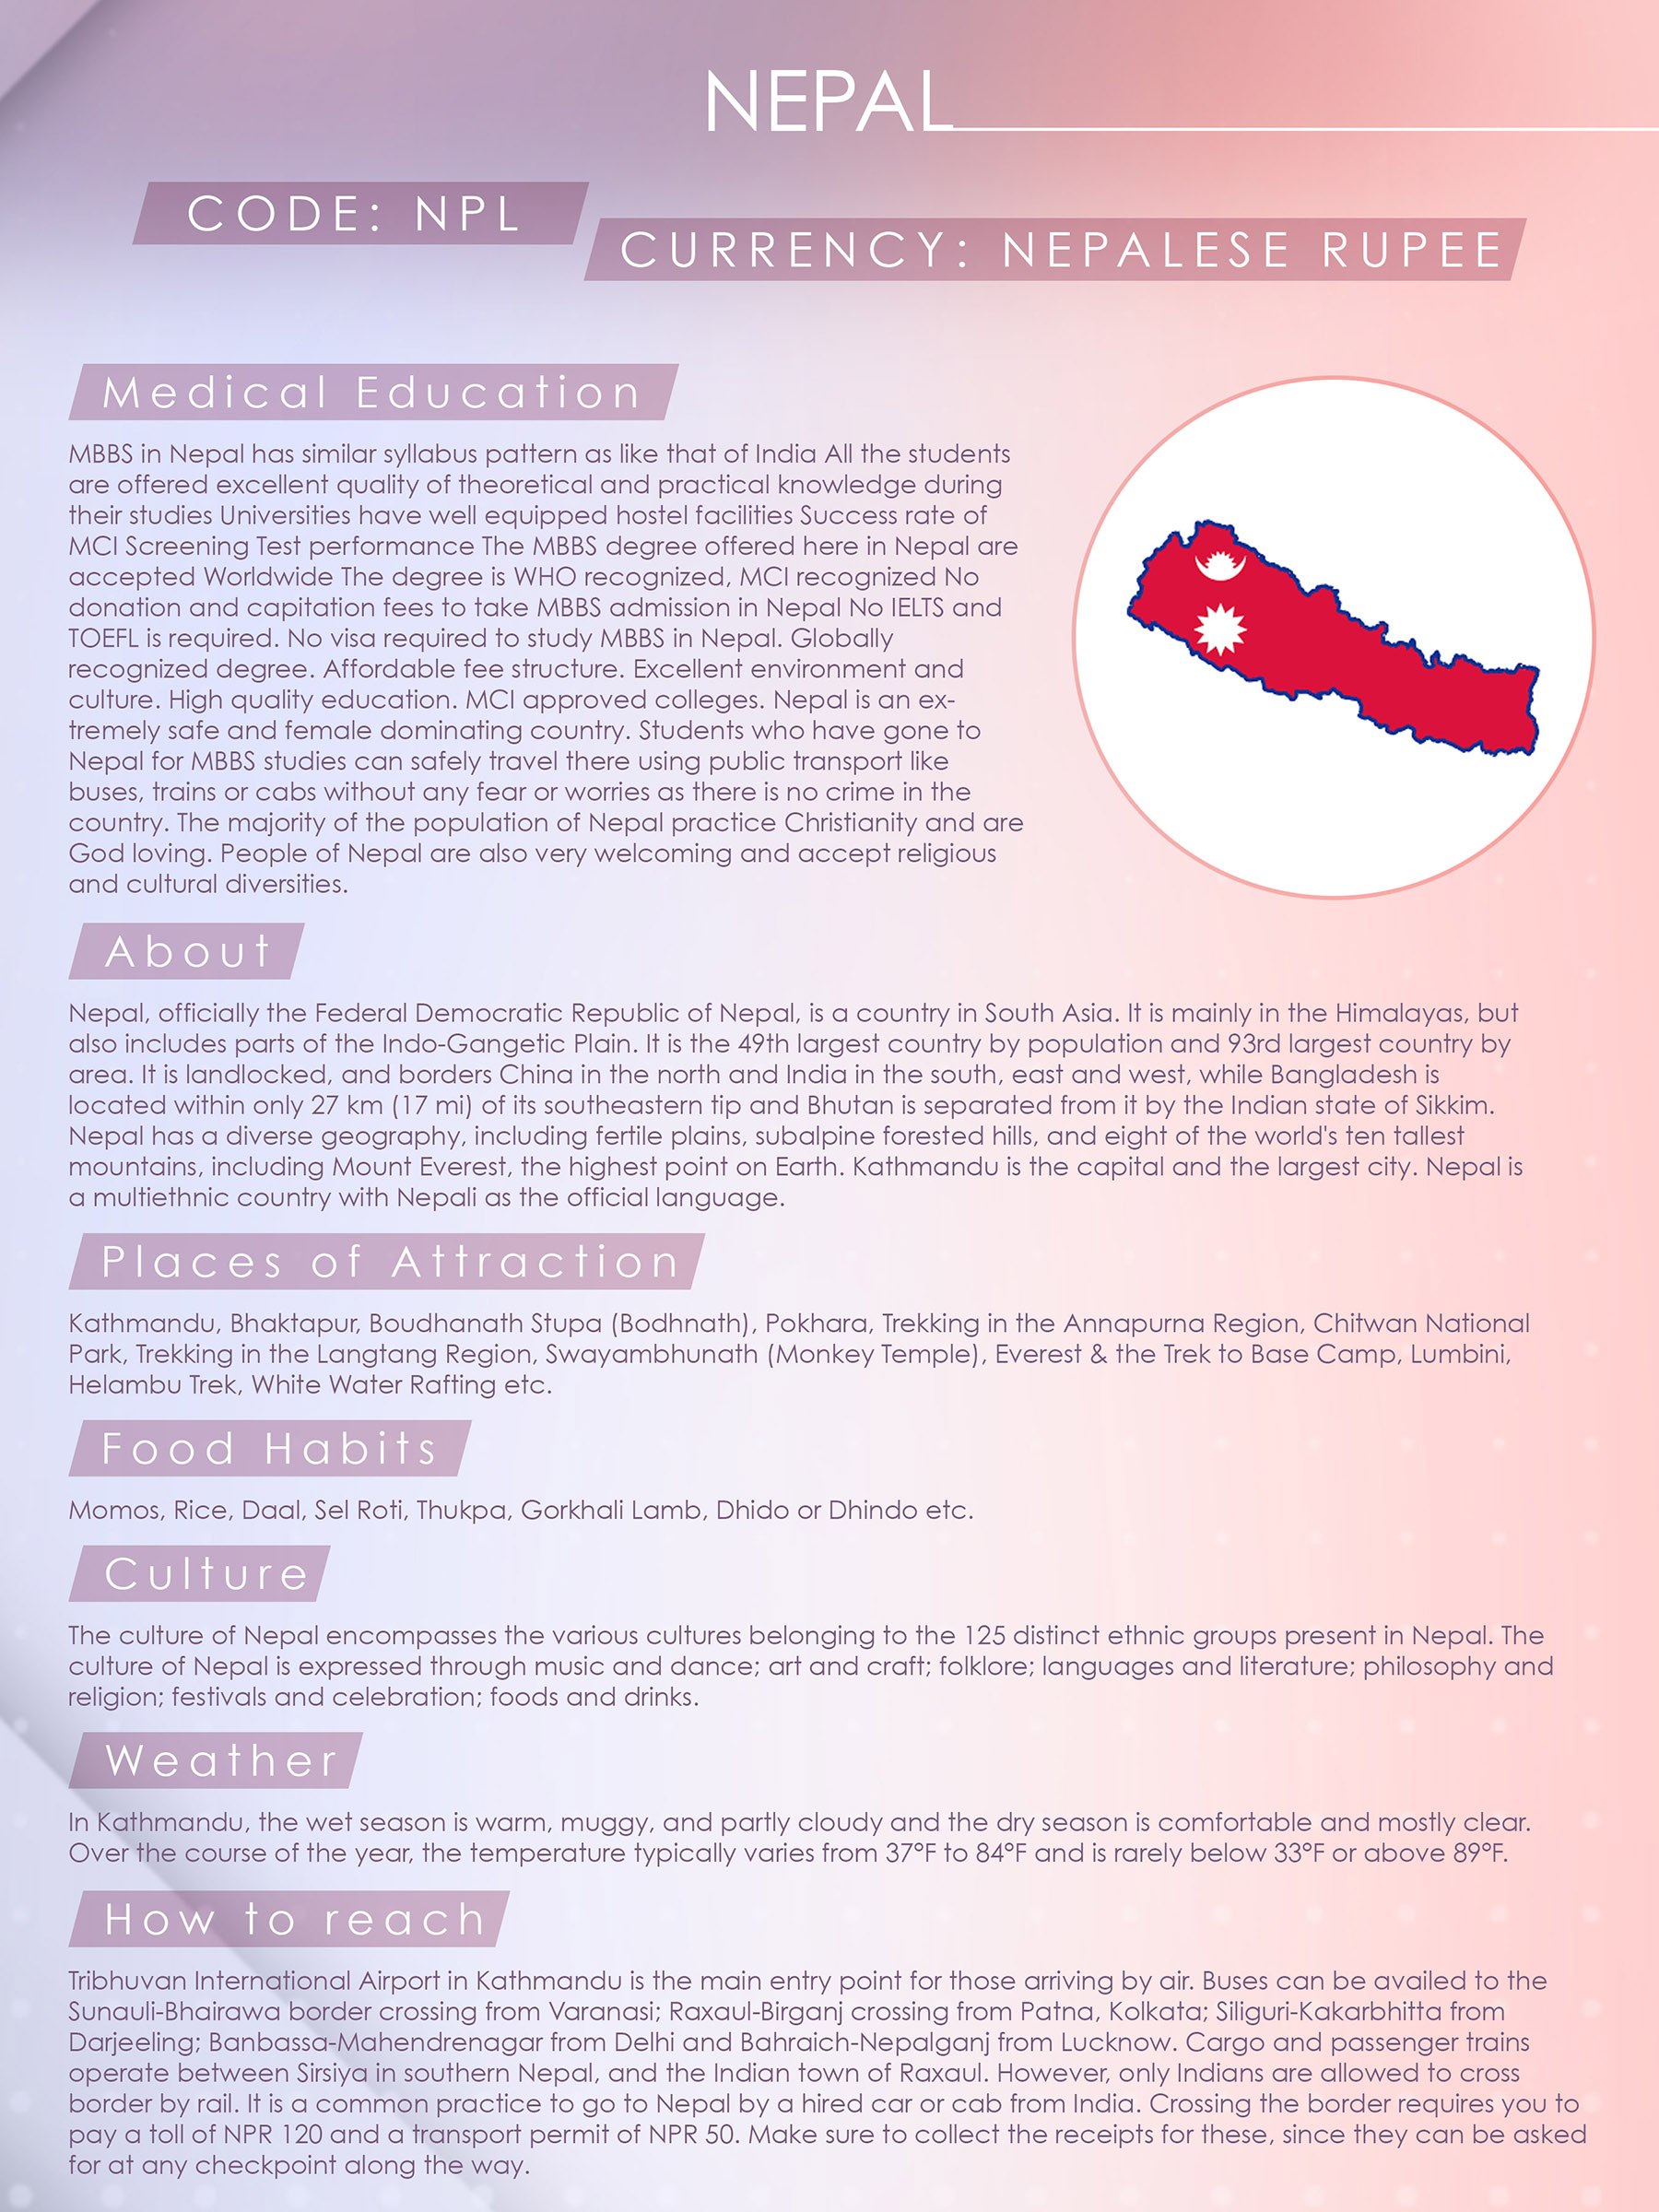 NEPAL
CODE: NPL
CURRENCY: NEPALESE RUPEE
Medical Education
MBBS in Nepal has similar syllabus pattern as like that of India All the students
are offered excellent quality of theoretical and practical knowledge during
their studies Universities have well equipped hostel facilities Success rate of
MCI Screening Test performance The MBBS degree offered here in Nepal are
accepted Worldwide The degree is WHO recognized, MCI recognized No
donation and capitation fees to take MBBS admission in Nepal No IELTS and
TOEFL is required. No visa required to study MBBS in Nepal. Globally
recognized degree. Affordable fee structure. Excellent environment and
culture. High quality education. MCI approved colleges. Nepal is an ex-
tremely safe and female dominating country. Students who have gone to
Nepal for MBBS studies can safely travel there using public transport like
buses, trains or cabs without any fear or worries as there is no crime in the
country. The majority of the population of Nepal practice Christianity and are
God loving. People of Nepal are also very welcoming and accept religious
and cultural diversities.
About
Nepal, officially the Federal Democratic Republic of Nepal, is a country in South Asia. It is mainly in the Himalayas, but
also includes parts of the Indo-Gangetic Plain. It is the 49th largest country by population and 93rd largest country by
area. It is landlocked, and borders China in the north and India in the south, east and west, while Bangladesh is
located within only 27 km (17 mi) of its southeastern tip and Bhutan is separated from it by the Indian state of Sikkim.
Nepal has a diverse geography, including fertile plains, subalpine forested hills, and eight of the world's ten tallest
mountains, including Mount Everest, the highest point on Earth. Kathmandu is the capital and the largest city. Nepal is
a multiethnic country with Nepali as the official language.
Places of Attraction
Kathmandu, Bhaktapur, Boudhanath Stupa (Bodhnath), Pokhara, Trekking in the Annapurna Region, Chitwan National
Park, Trekking in the Langtang Region, Swayambhunath (Monkey Temple), Everest & the Trek to Base Camp, Lumbini,
Helambu Trek, White Water Rafting etc.
Food Habits
Momos, Rice, Daal, Sel Roti, Thukpa, Gorkhali Lamb, Dhido or Dhindo etc.
Culture
The culture of Nepal encompasses the various cultures belonging to the 125 distinct ethnic groups present in Nepal. The
culture of Nepal is expressed through music and dance; art and craft; folklore; languages and literature; philosophy and
religion; festivals and celebration; foods and drinks.
Weather
In Kathmandu, the wet season is warm, muggy, and partly cloudy and the dry season is comfortable and mostly clear.
Over the course of the year, the temperature typically varies from 37°F to 84°F and is rarely below 33°F or above 89°F.
How to reach
Tribhuvan International Airport in Kathmandu is the main entry point for those arriving by air. Buses can be availed to the
Sunauli-Bhairawa border crossing from Varanasi; Raxaul-Birganj crossing from Patna, Kolkata; Siliguri-Kakarbhitta from
Darjeeling; Banbassa-Mahendrenagar from Delhi and Bahraich-Nepalganj from Lucknow. Cargo and passenger trains
operate between Sirsiya in southern Nepal, and the Indian town of Raxaul. However, only Indians are allowed to cross
border by rail. It is a common practice to go to Nepal by a hired car or cab from India. Crossing the border requires you to
pay a toll of NPR 120 and a transport permit of NPR 50. Make sure to collect the receipts for these, since they can be asked
for at any checkpoint along the way.